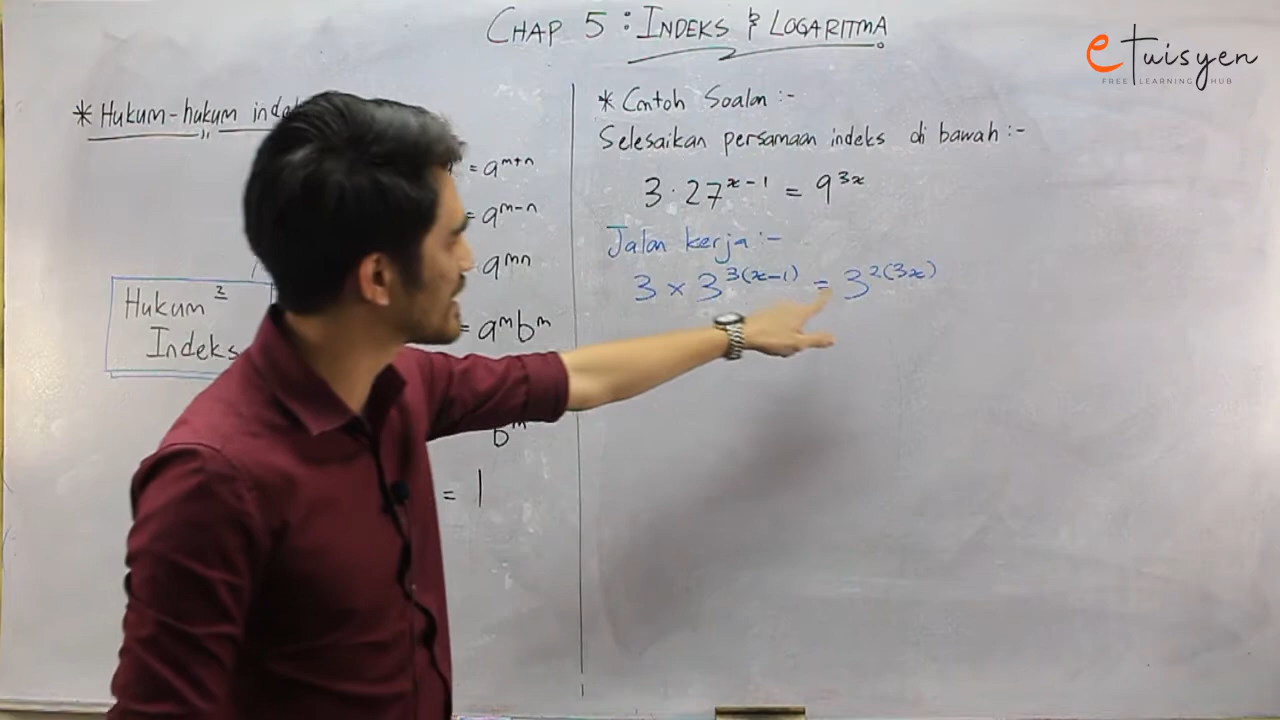 CHAP 5 : INDEKS & LOGARITMA
eTuisyen
FREE LEARNING HUB
* Hukum-hukum
= a^{m+n}
= a^{m-n}
a^{mn}
= a^m b^m
b^m
= 1
Hukum²
Indeks
* Contoh Soalan :-
Selesaikan persamaan indeks di bawah :-
3 · 27^{x-1} = 9^{3x}
Jalan kerja :-
3 × 3^{3(x-1)} = 3^{2(3x)}